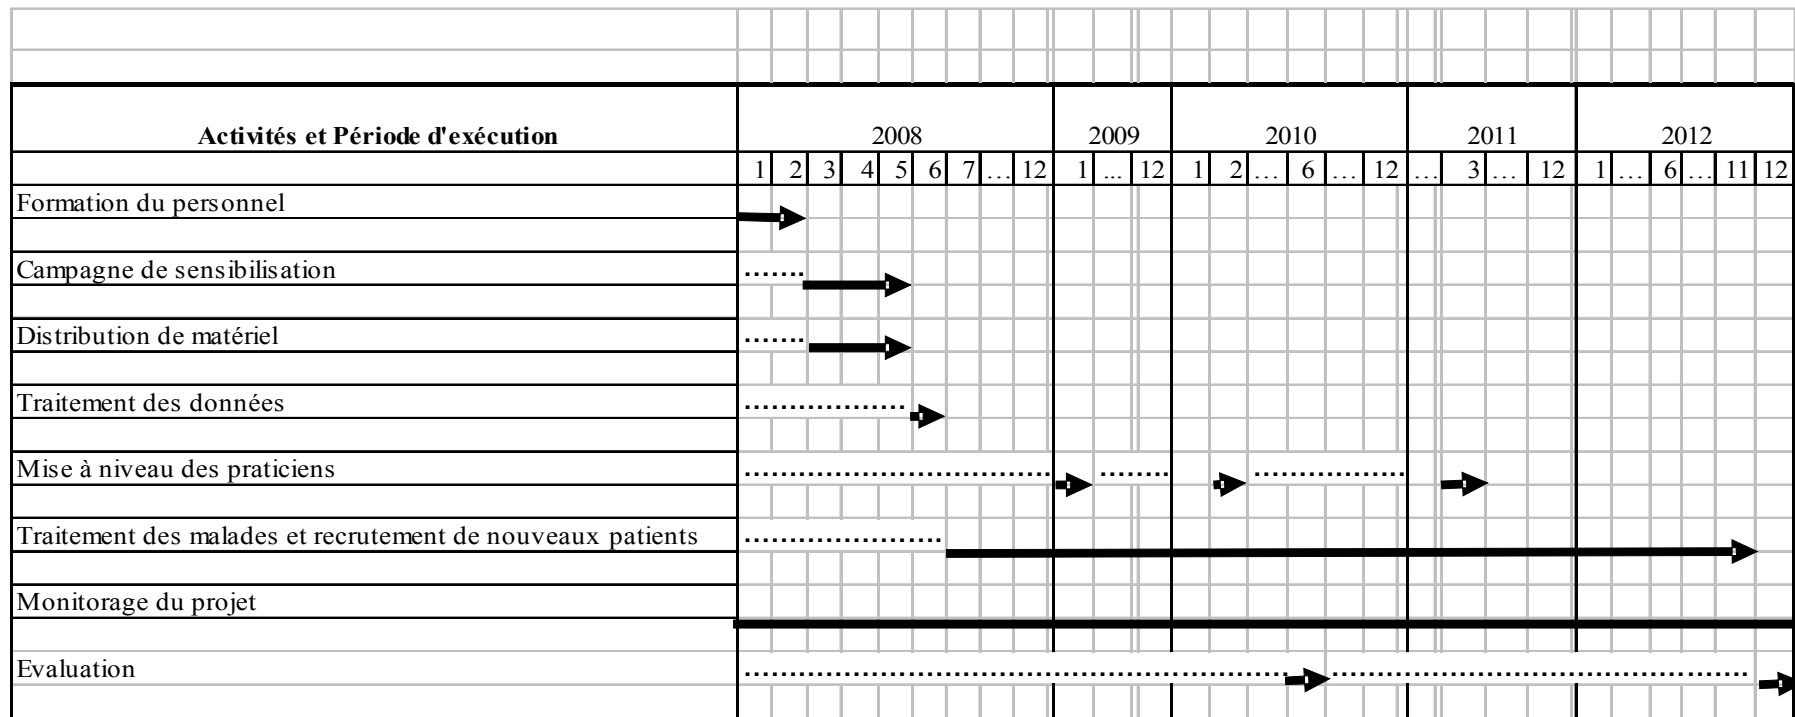 Activités et Période d'exécution 2008 2009 2010 2011 2012
1 2 3 4 5 6 7 … 12 1 ... 12 1 2 … 6 … 12 … 3 … 12 1 … 6 … 11 12
Formation du personnel
Campagne de sensibilisation
Distribution de matériel
Traitement des données
Mise à niveau des praticiens
Traitement des malades et recrutement de nouveaux patients
Monitorage du projet
Evaluation